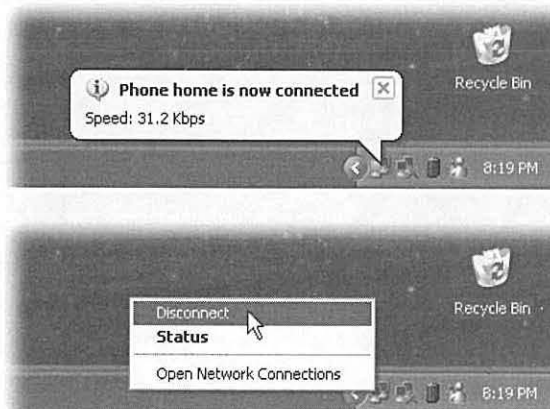 Recycle Bin
Phone home is now connected
Speed: 31.2 Kbps
8:19 PM
Recycle Bin
Disconnect
Status
Open Network Connections
8:19 PM